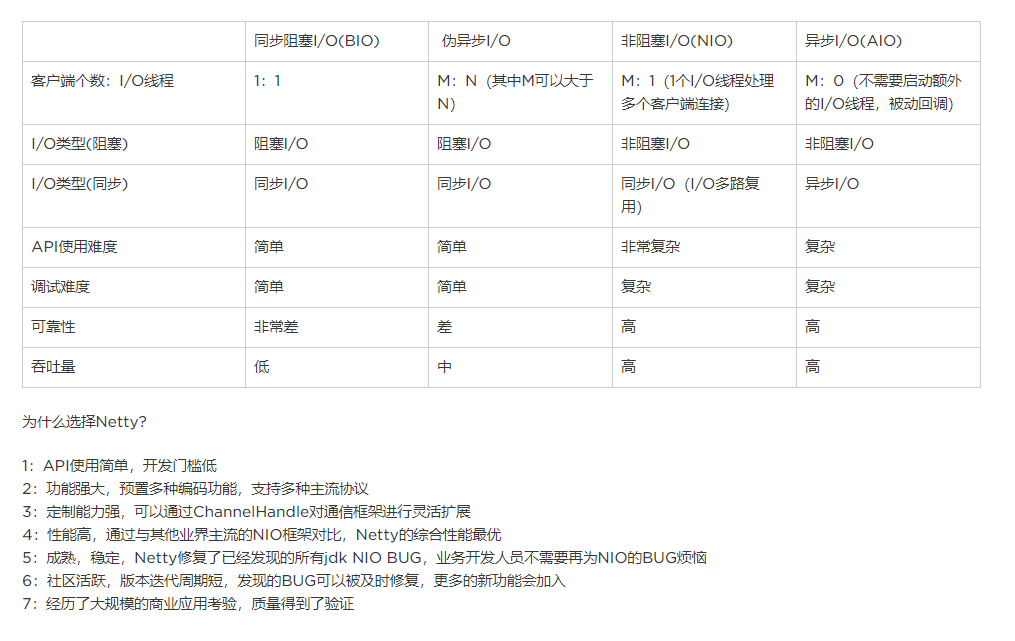 同步阻塞I/O(BIO) 伪异步I/O 非阻塞I/O(NIO) 异步I/O(AIO)
客户端个数：I/O线程 1：1 M：N（其中M可以大于 M：1（1个I/O线程处理 M：0（不需要启动额外
N） 多个客户端连接） 的I/O线程，被动回调)
I/O类型(阻塞) 阻塞I/O 阻塞I/O 非阻塞I/O 非阻塞I/O
I/O类型(同步) 同步I/O 同步I/O 同步I/O（I/O多路复 异步I/O
用）
API使用难度 简单 简单 非常复杂 复杂
调试难度 简单 简单 复杂 复杂
可靠性 非常差 差 高 高
吞吐量 低 中 高 高
为什么选择Netty?
1：API使用简单，开发门槛低
2：功能强大，预置多种编码功能，支持多种主流协议
3：定制能力强，可以通过ChannelHandle对通信框架进行灵活扩展
4：性能高，通过与其他业界主流的NIO框架对比，Netty的综合性能最优
5：成熟，稳定，Netty修复了已经发现的所有jdk NIO BUG，业务开发人员不需要再为NIO的BUG烦恼
6：社区活跃，版本迭代周期短，发现的BUG可以被及时修复，更多的新功能会加入
7：经历了大规模的商业应用考验，质量得到了验证